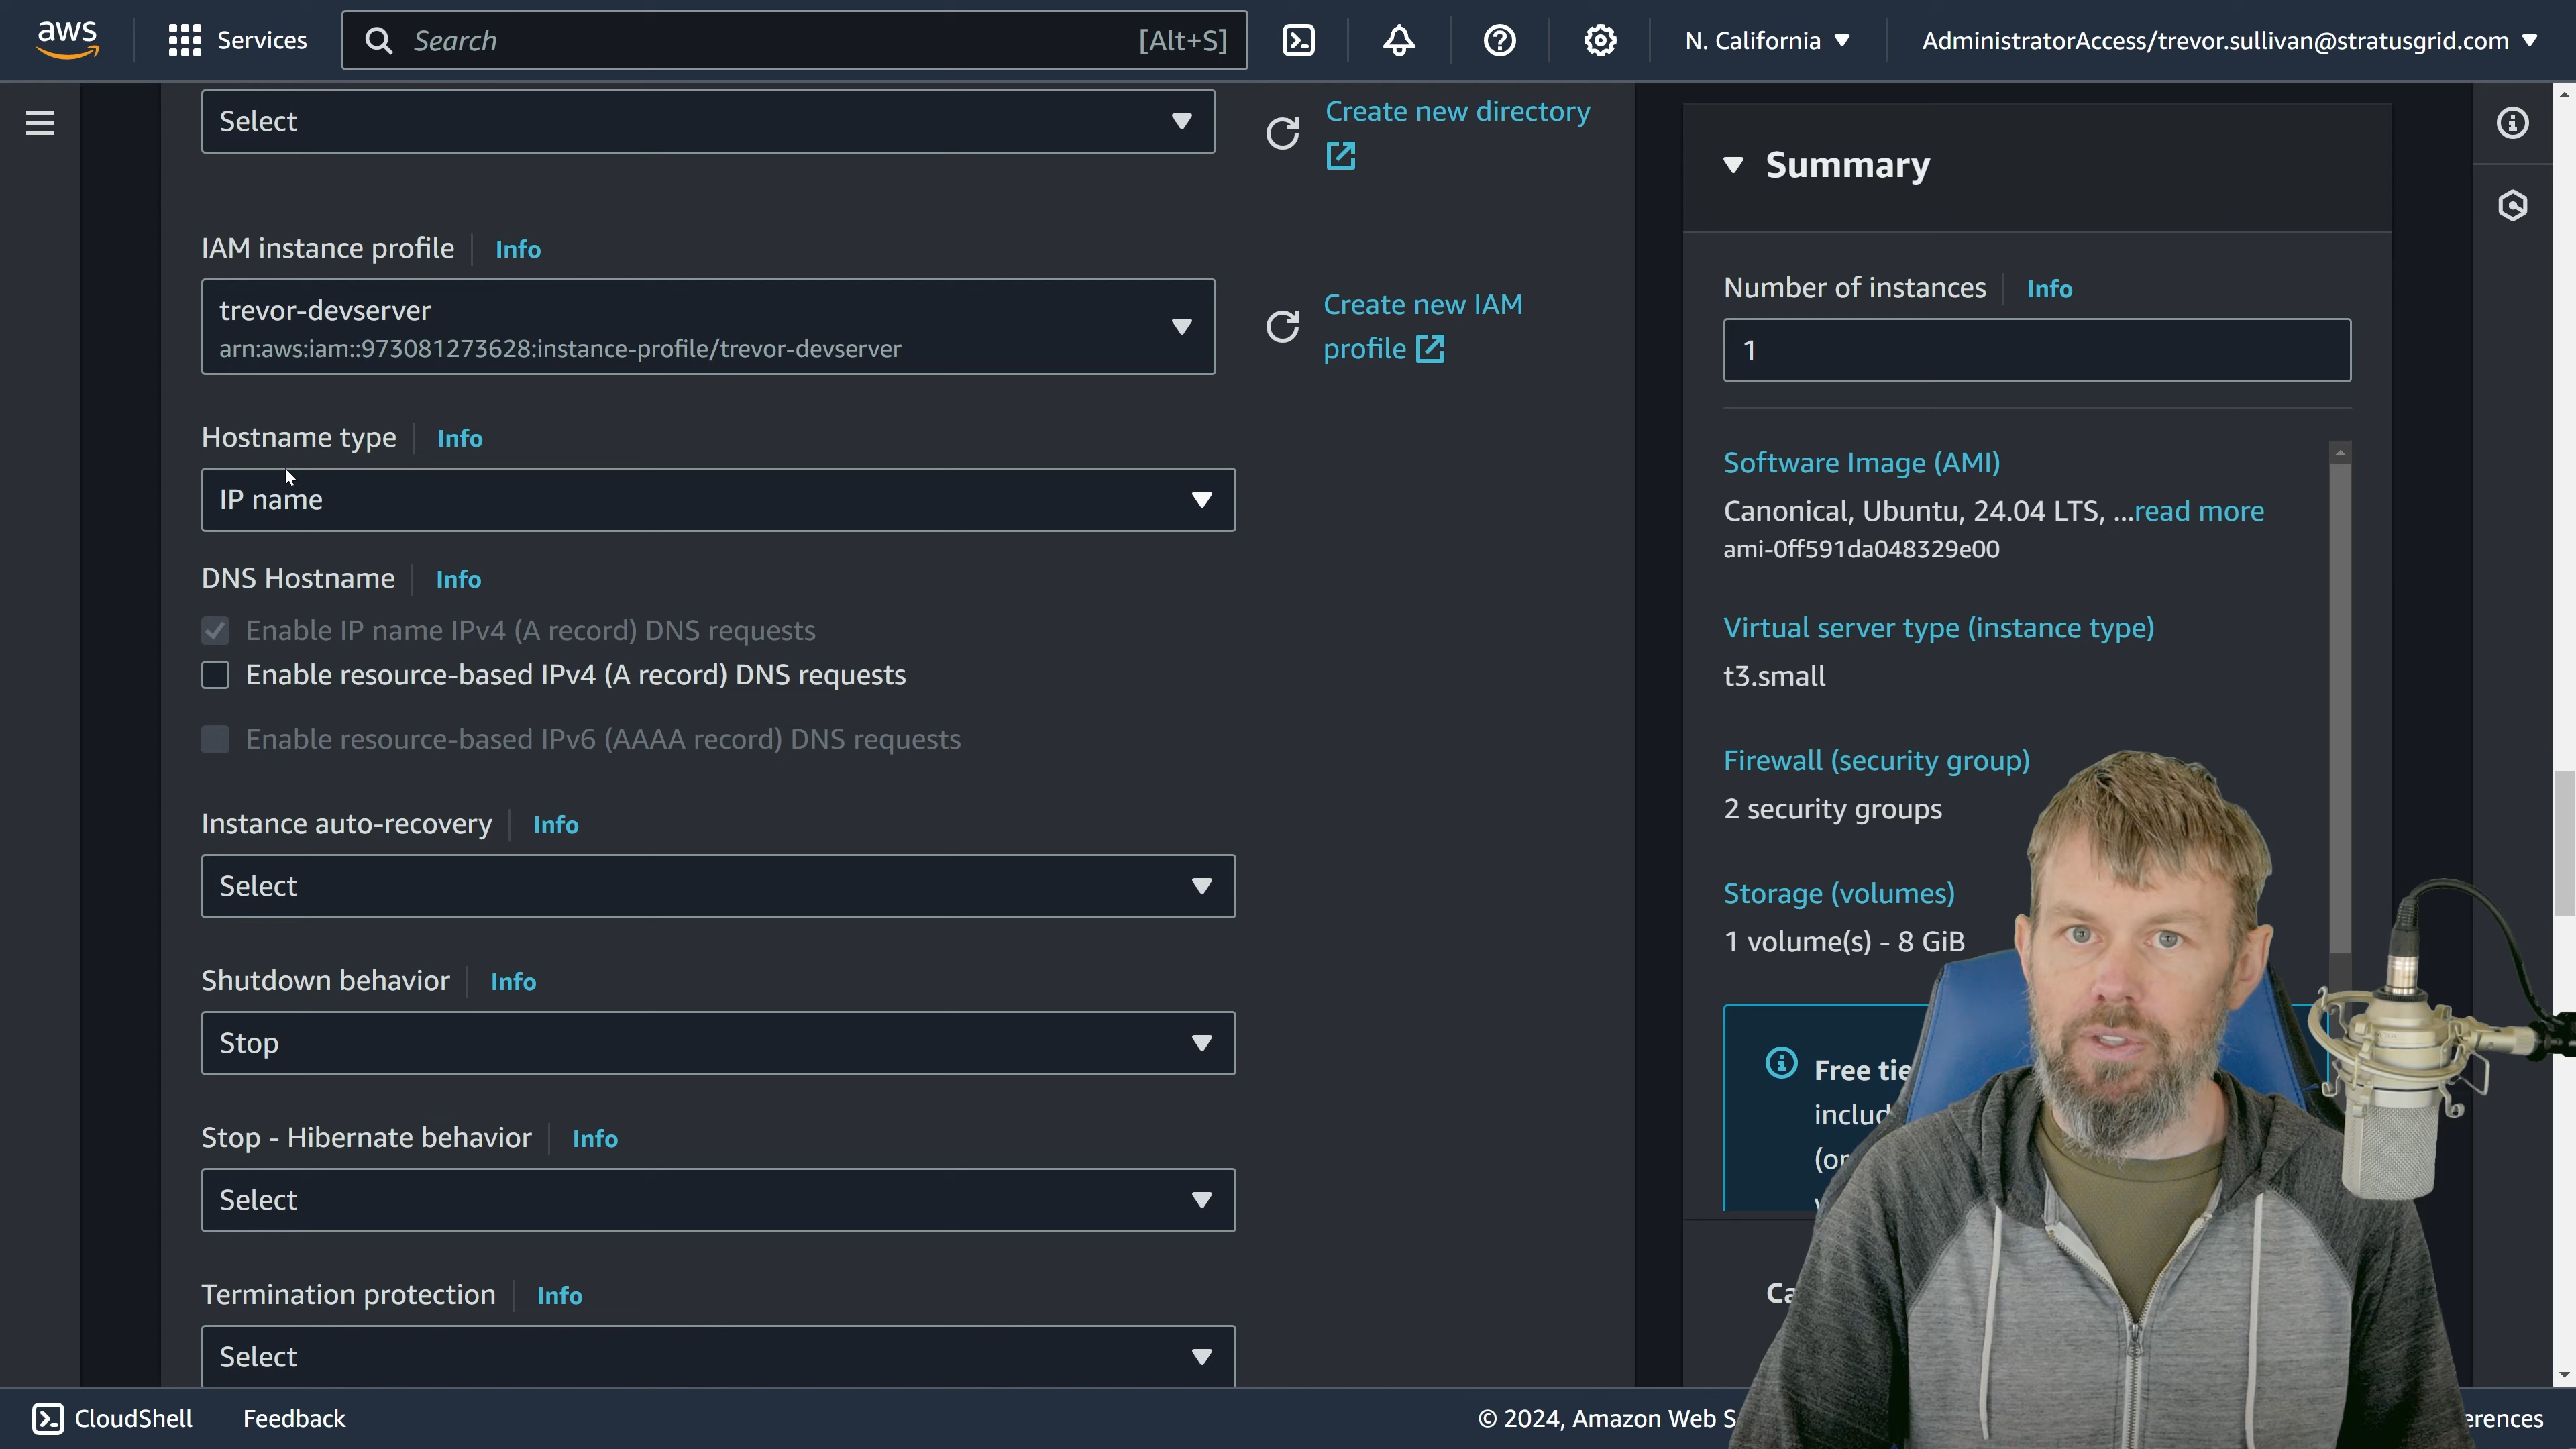 aws
Services
Search
[Alt+S]
N. California
AdministratorAccess/trevor.sullivan@stratusgrid.com
Select
Create new directory
IAM instance profile
Info
trevor-devserver
arn:aws:iam::973081273628:instance-profile/trevor-devserver
Create new IAM
profile
Hostname type
Info
IP name
DNS Hostname
Info
Enable IP name IPv4 (A record) DNS requests
Enable resource-based IPv4 (A record) DNS requests
Enable resource-based IPv6 (AAAA record) DNS requests
Instance auto-recovery
Info
Select
Shutdown behavior
Info
Stop
Stop - Hibernate behavior
Info
Select
Termination protection
Info
Select
Summary
Number of instances
Info
1
Software Image (AMI)
Canonical, Ubuntu, 24.04 LTS, ...read more
ami-0ff591da048329e00
Virtual server type (instance type)
t3.small
Firewall (security group)
2 security groups
Storage (volumes)
1 volume(s) - 8 GiB
Free
CloudShell
Feedback
© 2024, Amazon Web